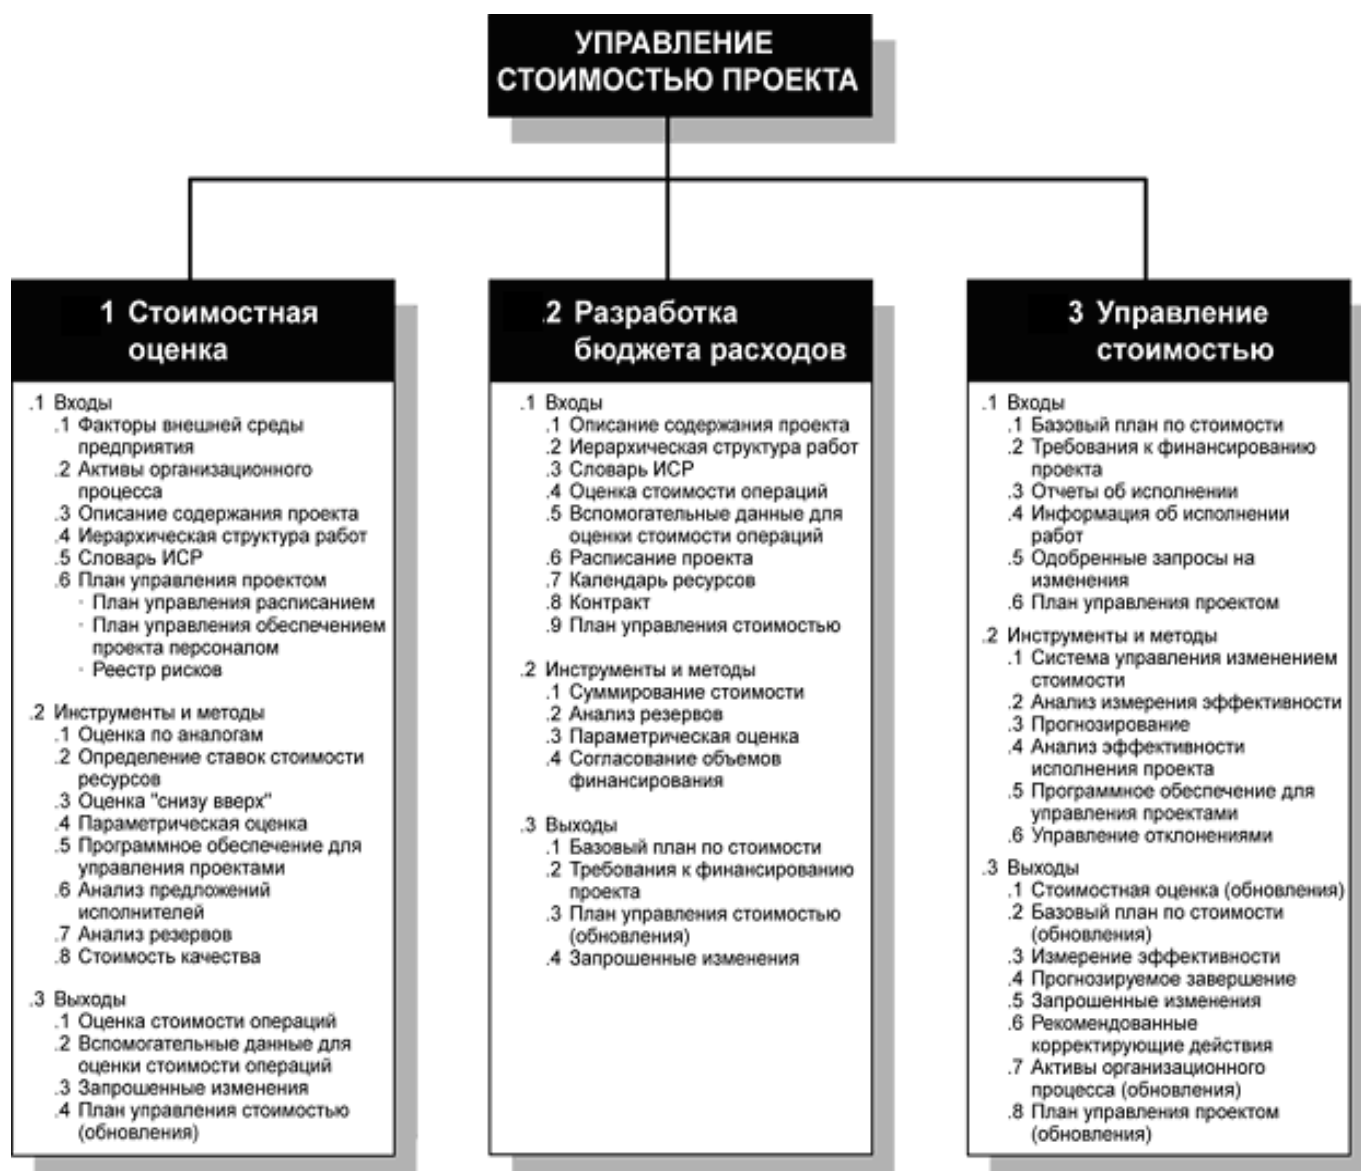 УПРАВЛЕНИЕ
СТОИМОСТЬЮ ПРОЕКТА
1 Стоимостная
оценка
.1 Входы
.1 Факторы внешней среды
предприятия
.2 Активы организационного
процесса
.3 Описание содержания проекта
.4 Иерархическая структура работ
.5 Словарь ИСР
.6 План управления проектом
· План управления расписанием
· План управления обеспечением
проекта персоналом
· Реестр рисков
.2 Инструменты и методы
.1 Оценка по аналогам
.2 Определение ставок стоимости
ресурсов
.3 Оценка "снизу вверх"
.4 Параметрическая оценка
.5 Программное обеспечение для
управления проектами
.6 Анализ предложений
исполнителей
.7 Анализ резервов
.8 Стоимость качества
.3 Выходы
.1 Оценка стоимости операций
.2 Вспомогательные данные для
оценки стоимости операций
.3 Запрошенные изменения
.4 План управления стоимостью
(обновления)
.2 Разработка
бюджета расходов
.1 Входы
.1 Описание содержания проекта
.2 Иерархическая структура работ
.3 Словарь ИСР
.4 Оценка стоимости операций
.5 Вспомогательные данные для
оценки стоимости операций
.6 Расписание проекта
.7 Календарь ресурсов
.8 Контракт
.9 План управления стоимостью
.2 Инструменты и методы
.1 Суммирование стоимости
.2 Анализ резервов
.3 Параметрическая оценка
.4 Согласование объемов
финансирования
.3 Выходы
.1 Базовый план по стоимости
.2 Требования к финансированию
проекта
.3 План управления стоимостью
(обновления)
.4 Запрошенные изменения
3 Управление
стоимостью
.1 Входы
.1 Базовый план по стоимости
.2 Требования к финансированию
проекта
.3 Отчеты об исполнении
.4 Информация об исполнении
работ
.5 Одобренные запросы на
изменения
.6 План управления проектом
.2 Инструменты и методы
.1 Система управления изменением
стоимости
.2 Анализ измерения эффективности
.3 Прогнозирование
.4 Анализ эффективности
исполнения проекта
.5 Программное обеспечение для
управления проектами
.6 Управление отклонениями
.3 Выходы
.1 Стоимостная оценка (обновления)
.2 Базовый план по стоимости
(обновления)
.3 Измерение эффективности
.4 Прогнозируемое завершение
.5 Запрошенные изменения
.6 Рекомендованные
корректирующие действия
.7 Активы организационного
процесса (обновления)
.8 План управления проектом
(обновления)